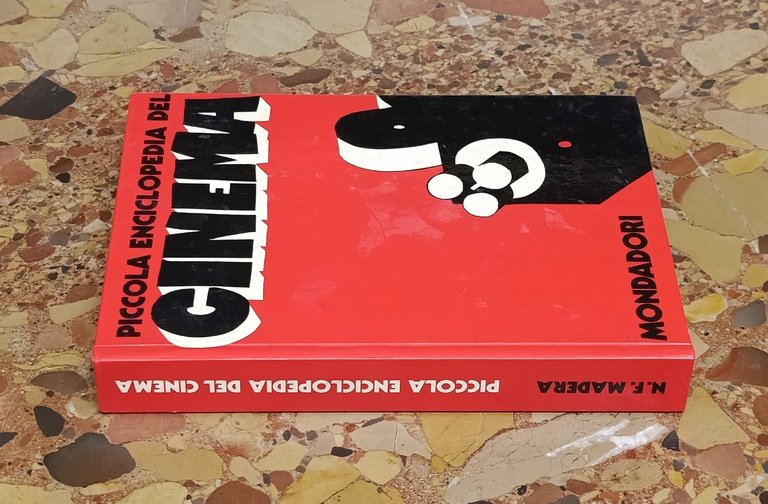 PICCOLA ENCICLOPEDIA DEL
CINEMA
MONDADORI
N.F. MADERA
PICCOLA ENCICLOPEDIA DEL CINEMA